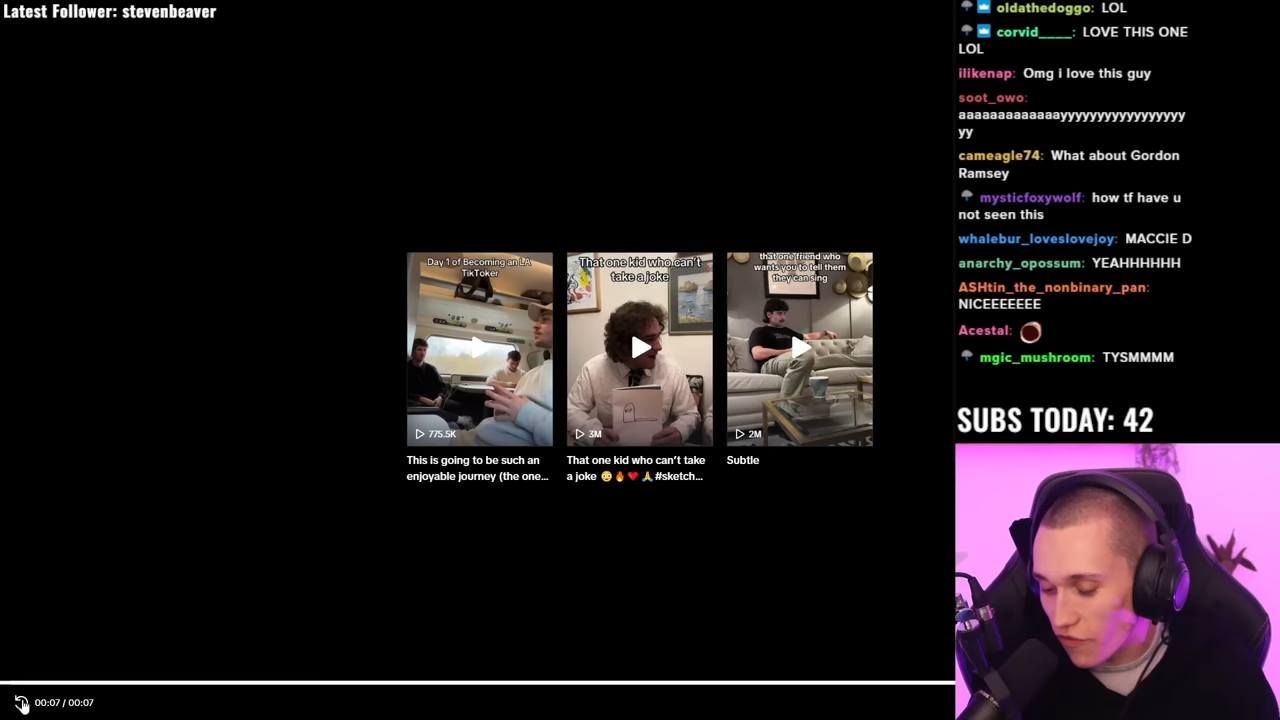 Latest Follower: stevenbeaver
oldathedoggo: LOL
corvid____: LOVE THIS ONE
LOL
ilikenap: Omg i love this guy
soot_owo:
aaaaaaaaaaaaayyyyyyyyyyyyyyyyy
yy
cameagle74: What about Gordon
Ramsey
mysticfoxywolf: how tf have u
not seen this
whalebur_loveslovejoy: MACCIE D
anarchy_opossum: YEAHHHHHH
ASHtin_the_nonbinary_pan:
NICEEEEEEE
Acestal:
mgic_mushroom: TYSMMMM
SUBS TODAY: 42
Day 1 of Becoming an LA
TikToker
775.5K
This is going to be such an
enjoyable journey (the one...
That one kid who can't
take a joke
3M
That one kid who can't take
a joke 😳🔥❤️🙏 #sketch...
that one friend who
wants you to tell them
they can sing
2M
Subtle
00:07 / 00:07